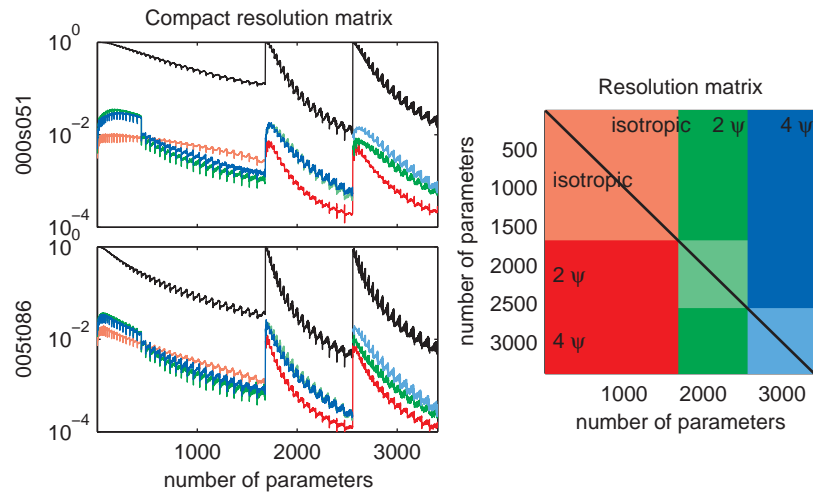 Compact resolution matrix
10^0
10^-2
10^-4
000s051
10^0
10^-2
10^-4
005t086
1000 2000 3000
number of parameters
Resolution matrix
isotropic 2 ψ 4 ψ
isotropic
2 ψ
4 ψ
500
1000
1500
2000
2500
3000
number of parameters
1000 2000 3000
number of parameters